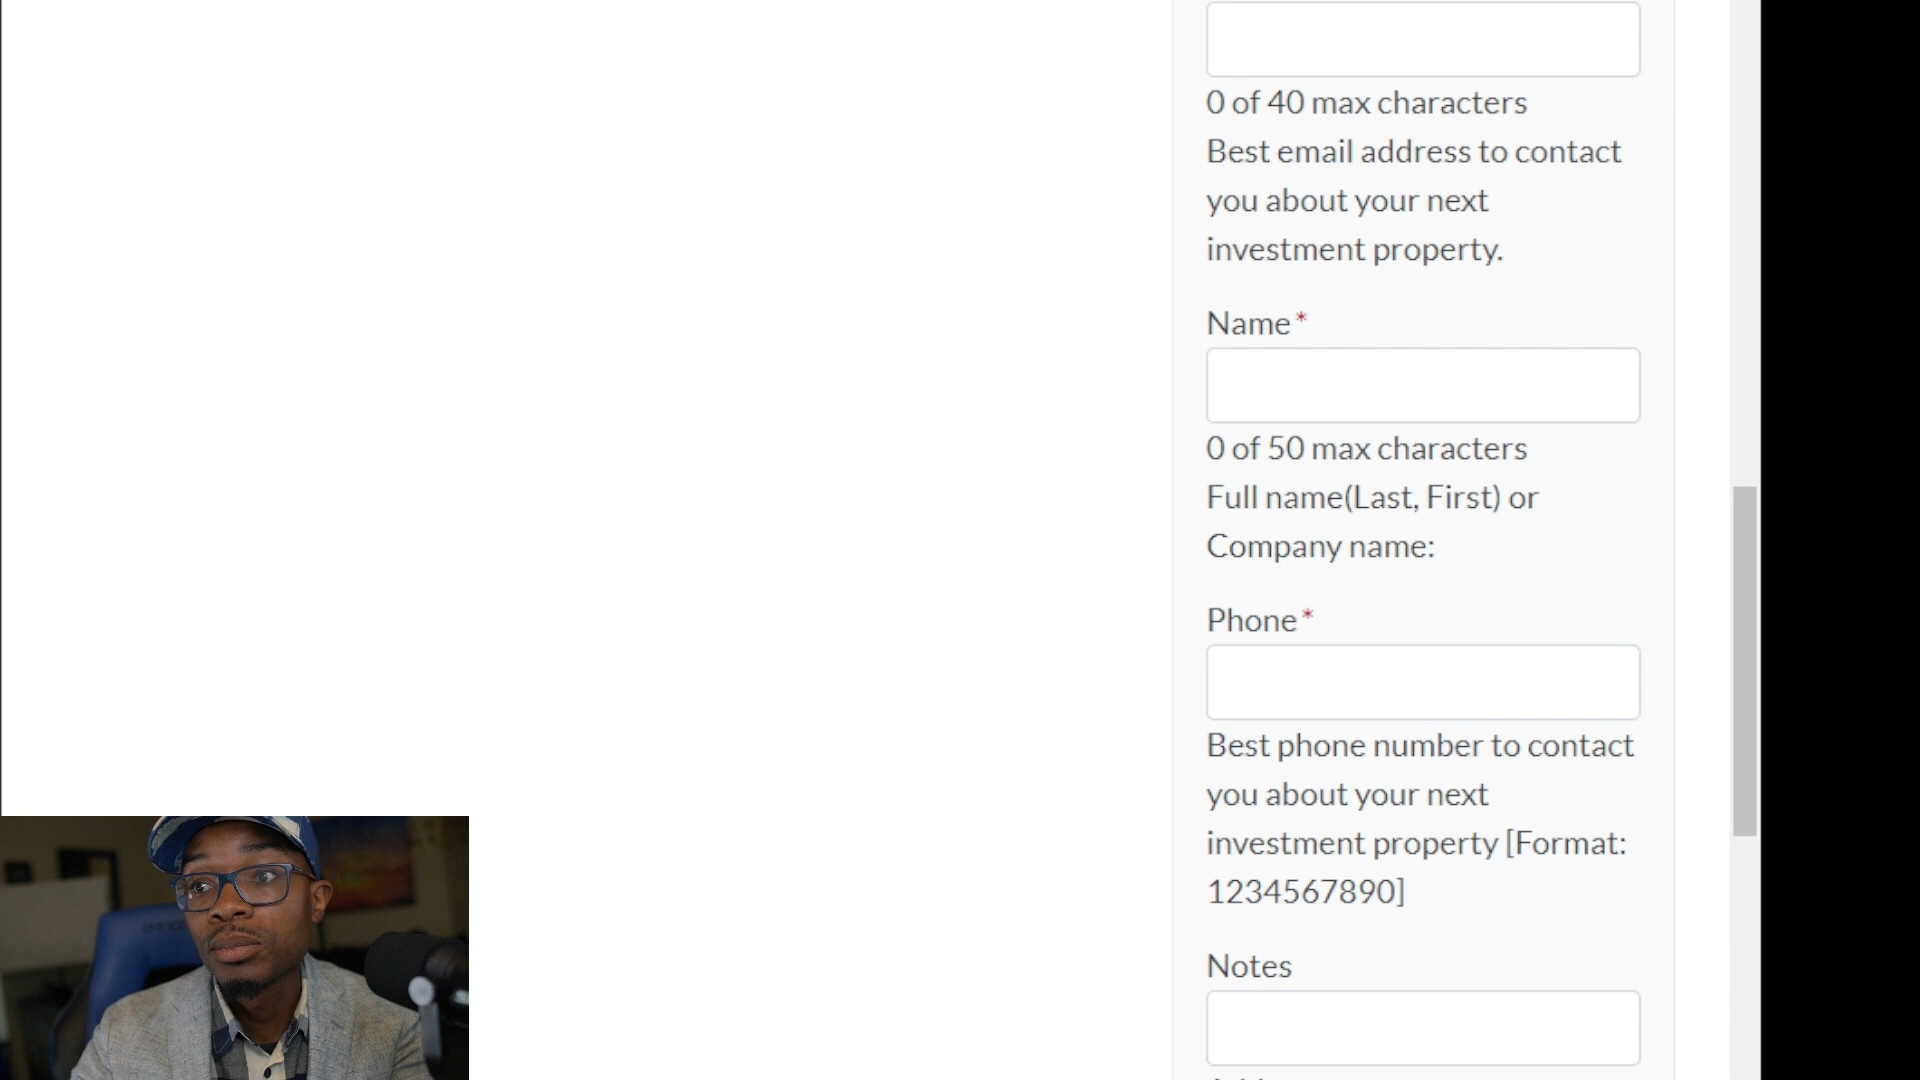 0 of 40 max characters
Best email address to contact
you about your next
investment property.
Name*
0 of 50 max characters
Full name(Last, First) or
Company name:
Phone*
Best phone number to contact
you about your next
investment property [Format:
1234567890]
Notes